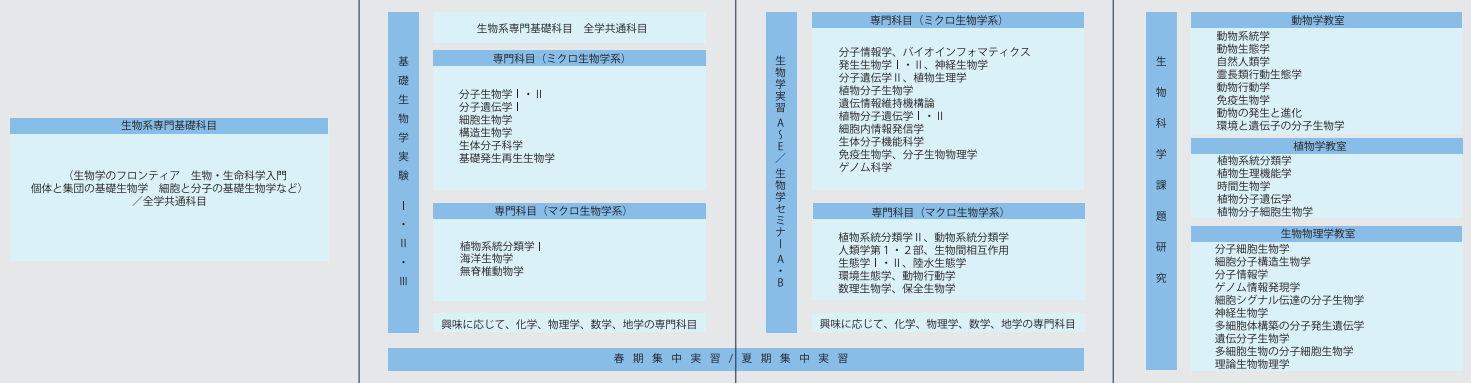 生物系専門基礎科目
（生物学のフロンティア　生物・生命科学入門
個体と集団の基礎生物学　細胞と分子の基礎生物学など）
／全学共通科目
基礎生物学実験　Ⅰ・Ⅱ・Ⅲ
生物系専門基礎科目　全学共通科目
専門科目（ミクロ生物学系）
分子生物学Ⅰ・Ⅱ
分子遺伝学Ⅰ
細胞生物学
構造生物学
生体分子科学
基礎発生再生生物学
専門科目（マクロ生物学系）
植物系統分類学Ⅰ
海洋生物学
無脊椎動物学
興味に応じて、化学、物理学、数学、地学の専門科目
生物学実習A〜E／生物学セミナーA・B
専門科目（ミクロ生物学系）
分子情報学、バイオインフォマティクス
発生生物学Ⅰ・Ⅱ、神経生物学
分子遺伝学Ⅱ、植物生理学
植物分子生物学
遺伝情報維持機構論
植物分子遺伝学Ⅰ・Ⅱ
細胞内情報発信学
生体分子機能科学
免疫生物学、分子生物物理学
ゲノム科学
専門科目（マクロ生物学系）
植物系統分類学Ⅱ、動物系統分類学
人類学第１・２部、生物間相互作用
生態学Ⅰ・Ⅱ、陸水生態学
環境生態学、動物行動学
数理生物学、保全生物学
興味に応じて、化学、物理学、数学、地学の専門科目
春期集中実習/夏期集中実習
生物科学課題研究
動物学教室
動物系統学
動物生態学
自然人類学
霊長類行動生態学
動物行動学
免疫生物学
動物の発生と進化
環境と遺伝子の分子生物学
植物学教室
植物系統分類学
植物生理機能学
時間生物学
植物分子遺伝学
植物分子細胞生物学
生物物理学教室
分子細胞生物学
細胞分子構造生物学
分子情報学
ゲノム情報発現学
細胞シグナル伝達の分子生物学
神経生物学
多細胞体構築の分子発生遺伝学
遺伝分子生物学
多細胞生物の分子細胞生物学
理論生物物理学